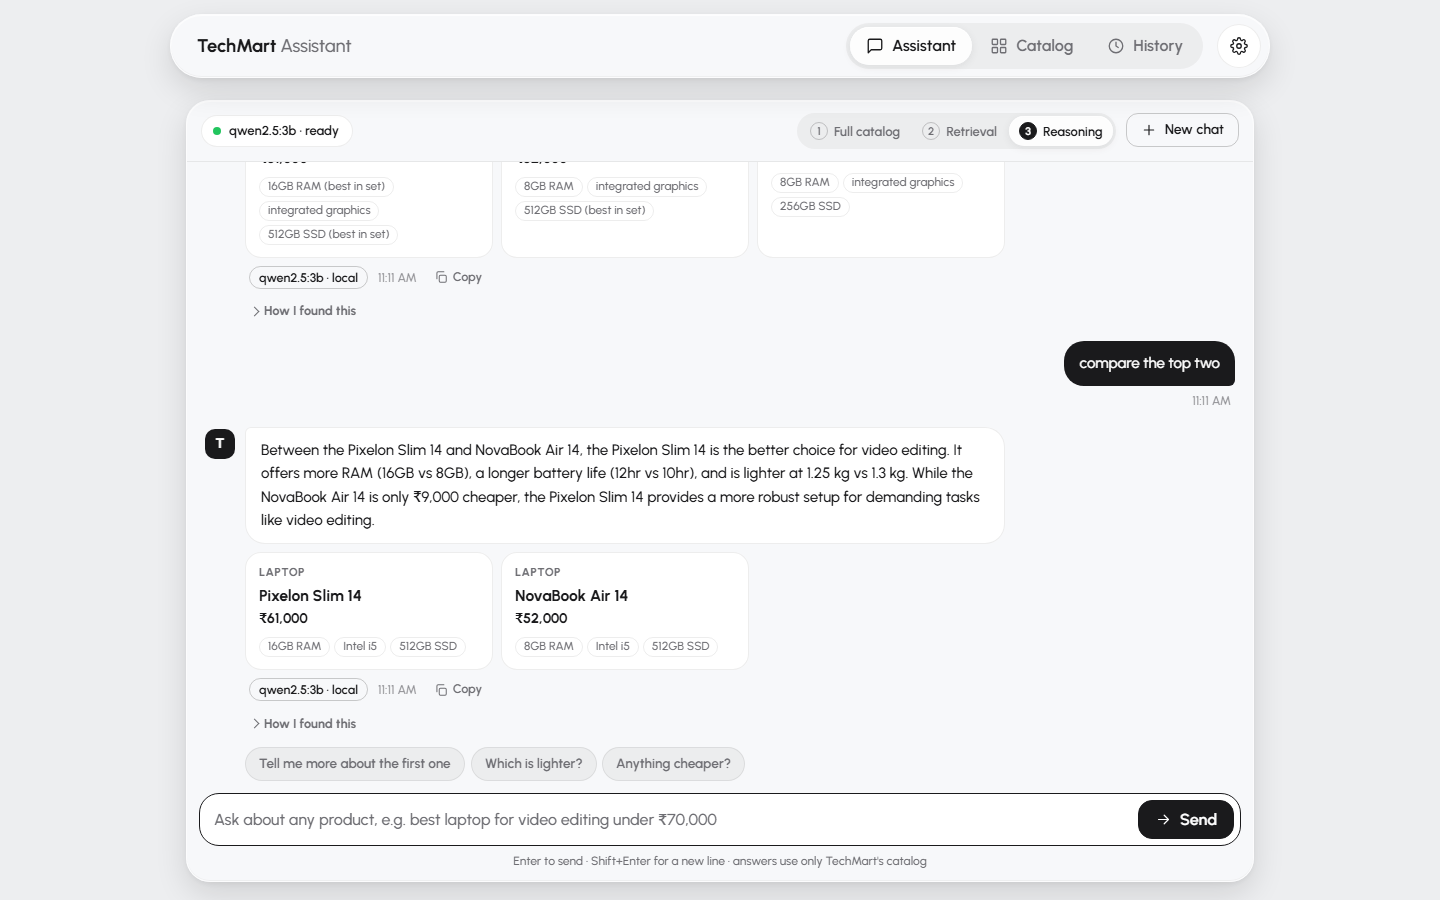 TechMart Assistant
Assistant
Catalog
History
qwen2.5:3b · ready
1 Full catalog
2 Retrieval
3 Reasoning
+ New chat
16GB RAM (best in set)
integrated graphics
512GB SSD (best in set)
8GB RAM
integrated graphics
512GB SSD (best in set)
8GB RAM
integrated graphics
256GB SSD
qwen2.5:3b · local
11:11 AM
Copy
How I found this
compare the top two
11:11 AM
T
Between the Pixelon Slim 14 and NovaBook Air 14, the Pixelon Slim 14 is the better choice for video editing. It
offers more RAM (16GB vs 8GB), a longer battery life (12hr vs 10hr), and is lighter at 1.25 kg vs 1.3 kg. While the
NovaBook Air 14 is only ₹9,000 cheaper, the Pixelon Slim 14 provides a more robust setup for demanding tasks
like video editing.
LAPTOP
Pixelon Slim 14
₹61,000
16GB RAM
Intel i5
512GB SSD
LAPTOP
NovaBook Air 14
₹52,000
8GB RAM
Intel i5
512GB SSD
qwen2.5:3b · local
11:11 AM
Copy
How I found this
Tell me more about the first one
Which is lighter?
Anything cheaper?
Ask about any product, e.g. best laptop for video editing under ₹70,000
Send
Enter to send · Shift+Enter for a new line · answers use only TechMart's catalog